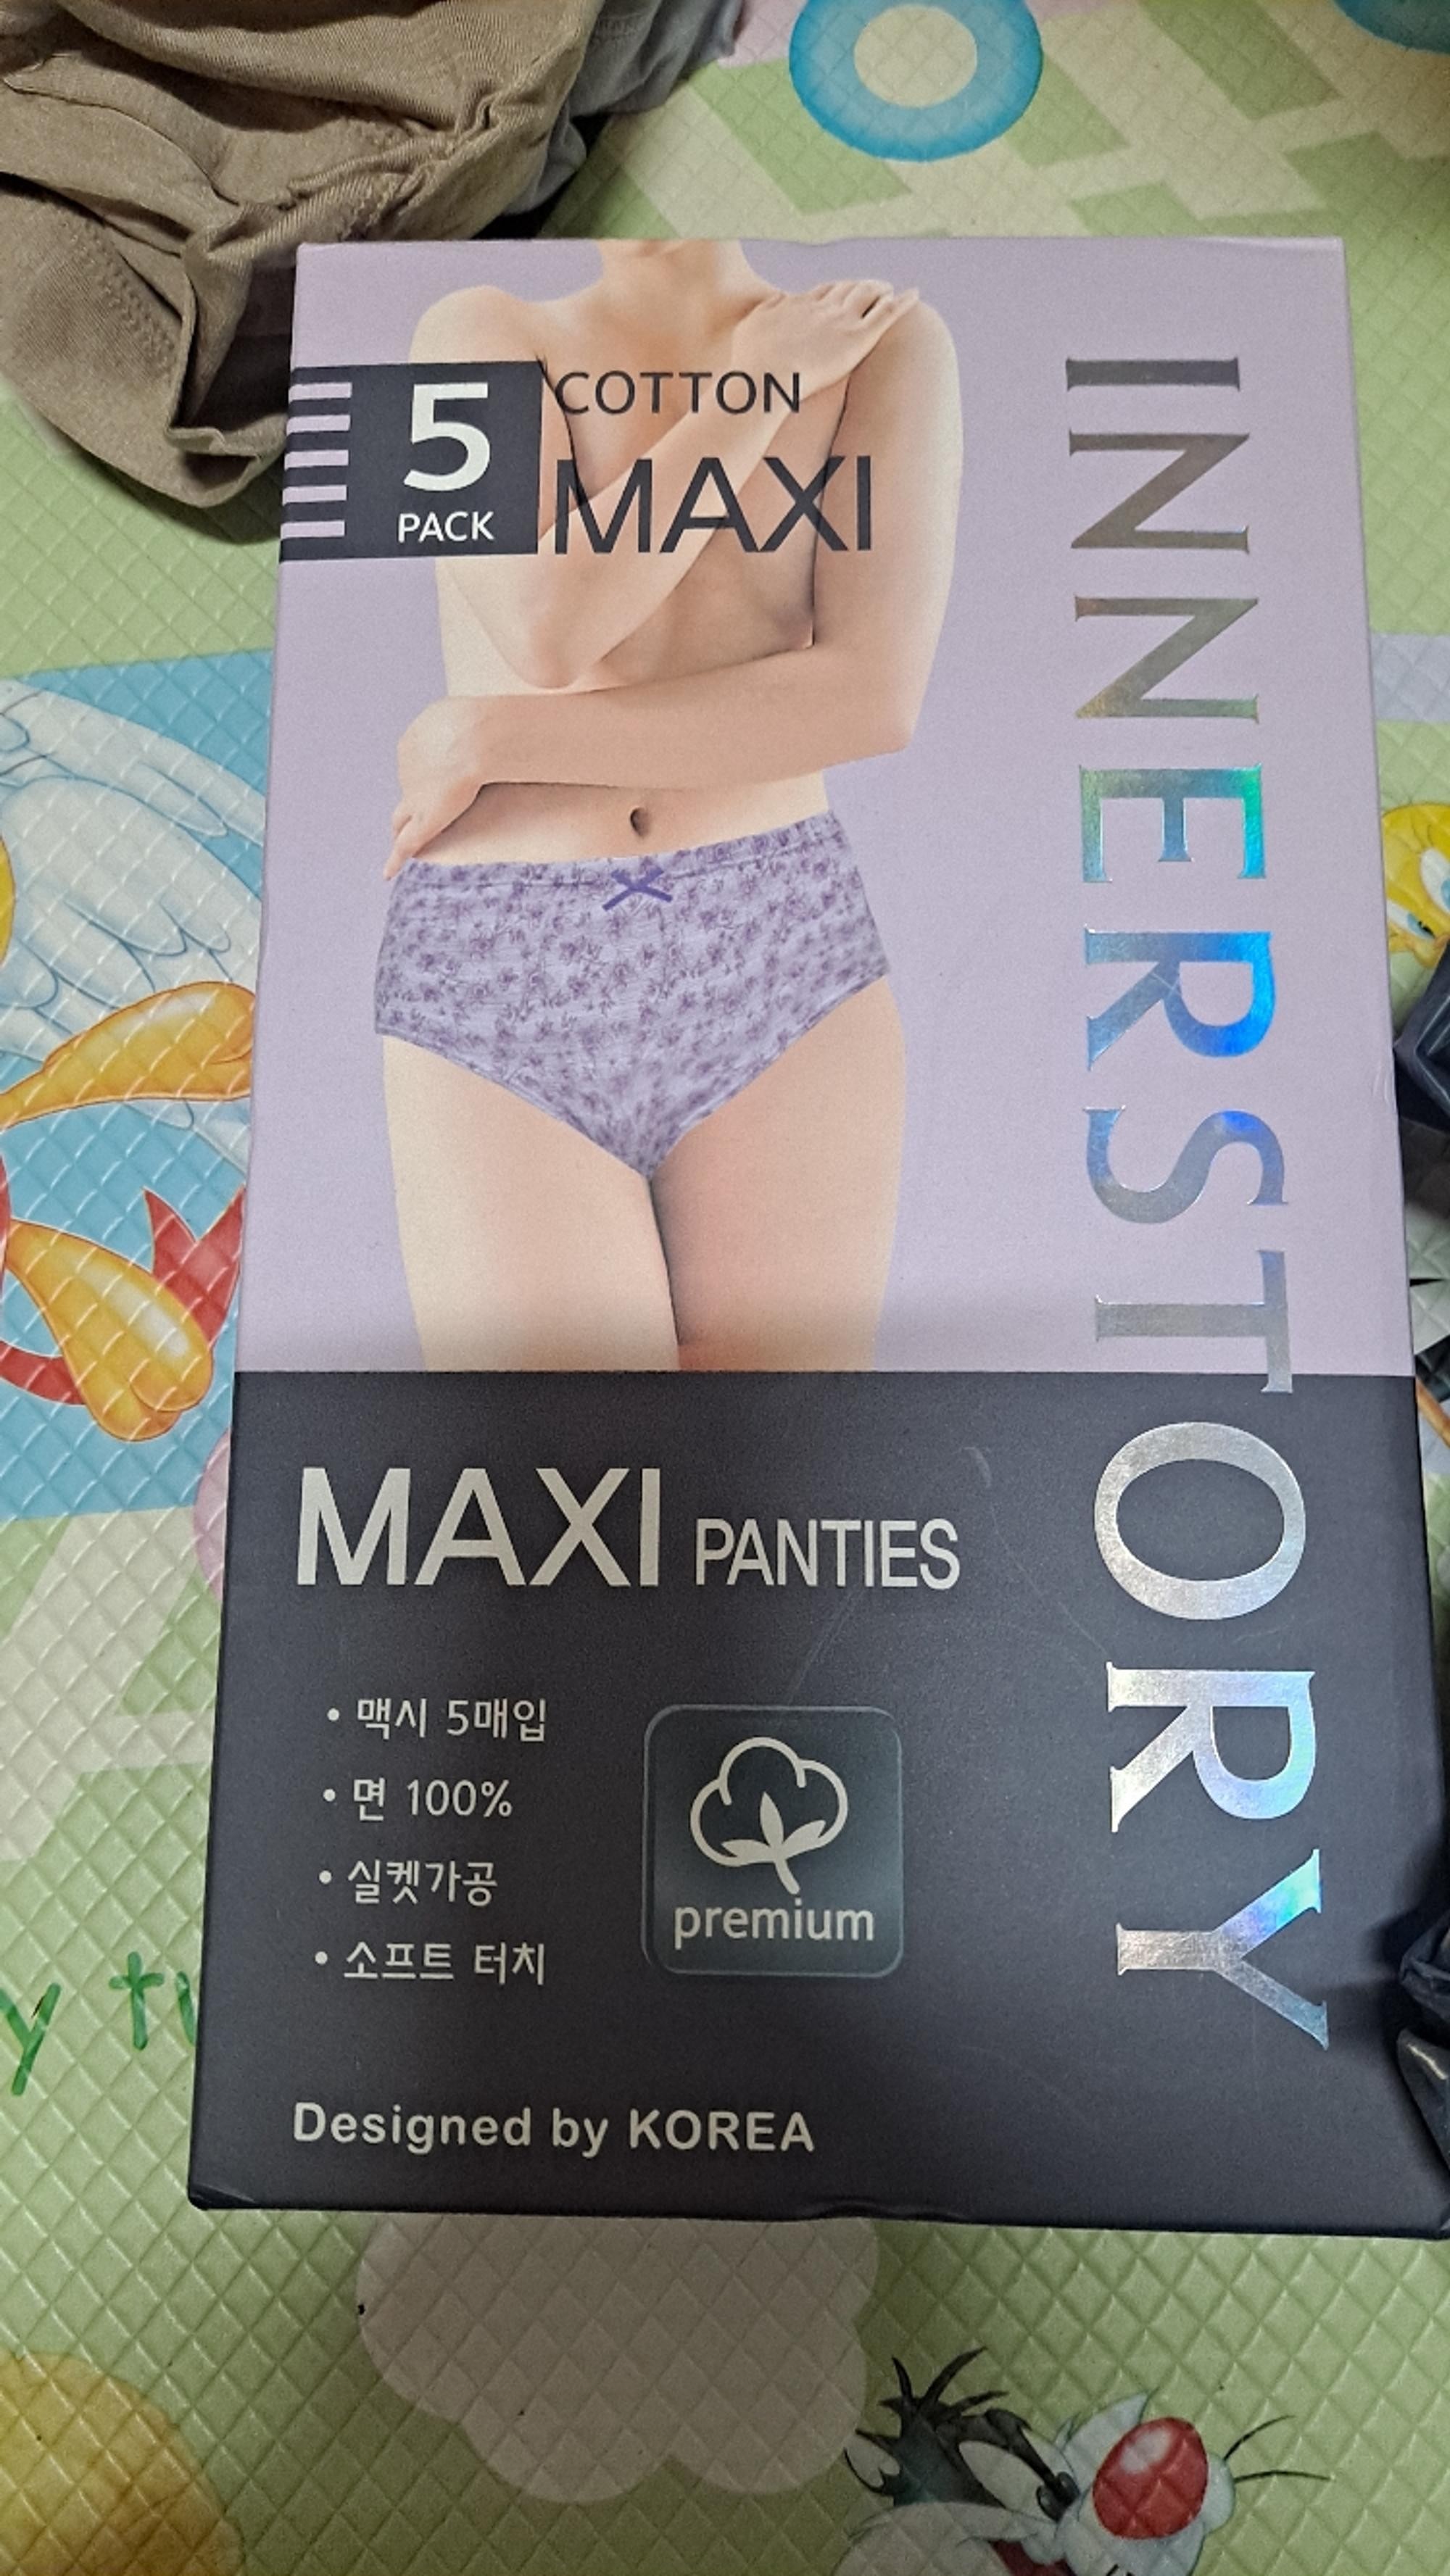 5
PACK
COTTON
MAXI
INNERSTORY
MAXI PANTIES
• 맥시 5매입
• 면 100%
• 실켓가공
• 소프트 터치
premium
Designed by KOREA